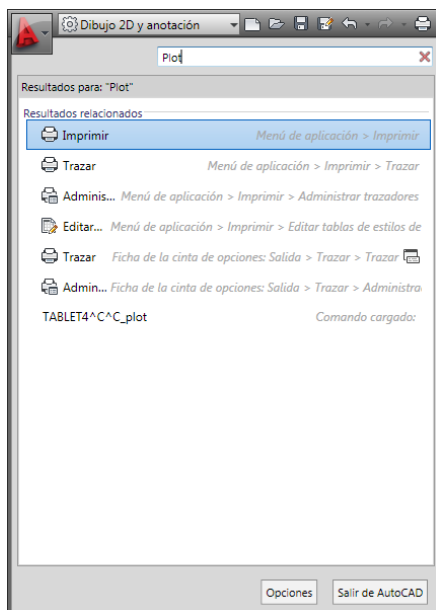 Dibujo 2D y anotación
Plot
Resultados para: "Plot"
Resultados relacionados
Imprimir Menú de aplicación > Imprimir
Trazar Menú de aplicación > Imprimir > Trazar
Adminis... Menú de aplicación > Imprimir > Administrar trazadores
Editar... Menú de aplicación > Imprimir > Editar tablas de estilos de
Trazar Ficha de la cinta de opciones: Salida > Trazar > Trazar
Admin... Ficha de la cinta de opciones: Salida > Trazar > Administra
TABLET4^C^C_plot Comando cargado:
Opciones Salir de AutoCAD